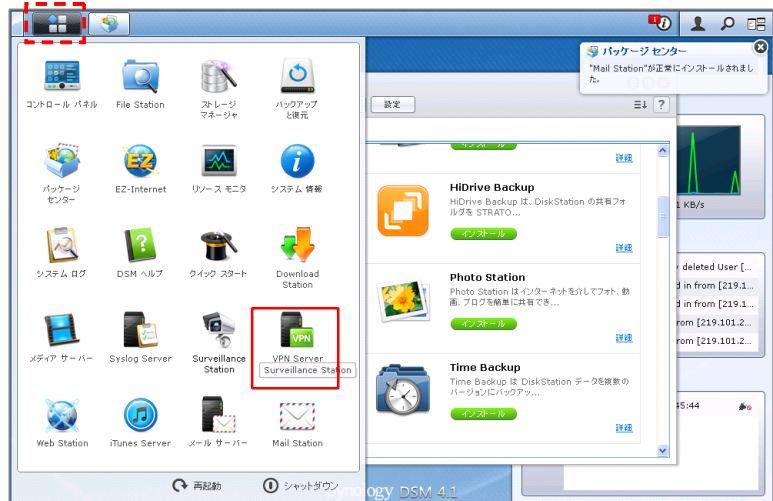 1
パッケージ センター
"Mail Station"が正常にインストールされまし
た。
コントロール パネル
File Station
ストレージ
マネージャ
バックアップ
と復元
設定
?
パッケージ
センター
EZ
EZ-Internet
リソース モニタ
システム 情報
インストール
詳細
HiDrive Backup
HiDrive Backup は、DiskStation の共有フォ
ルダを STRATO...
インストール
詳細
1 KB/s
システム ログ
DSM ヘルプ
クイック スタート
Download
Station
Photo Station
Photo Station はインターネットを介してフォト、動
画、ブログを簡単に共有でき...
インストール
詳細
deleted User [...
d in from [219.1...
d in from [219.1...
rom [219.101.2...
rom [219.101.2...
メディア サーバー
Syslog Server
Surveillance
Station
VPN
VPN Server
Surveillance Station
Time Backup
Time Backup は DiskStation データを複数の
バージョンにバックアッ...
インストール
詳細
45:44
Web Station
iTunes Server
メール サーバー
Mail Station
再起動
シャットダウン
DSM 4.1